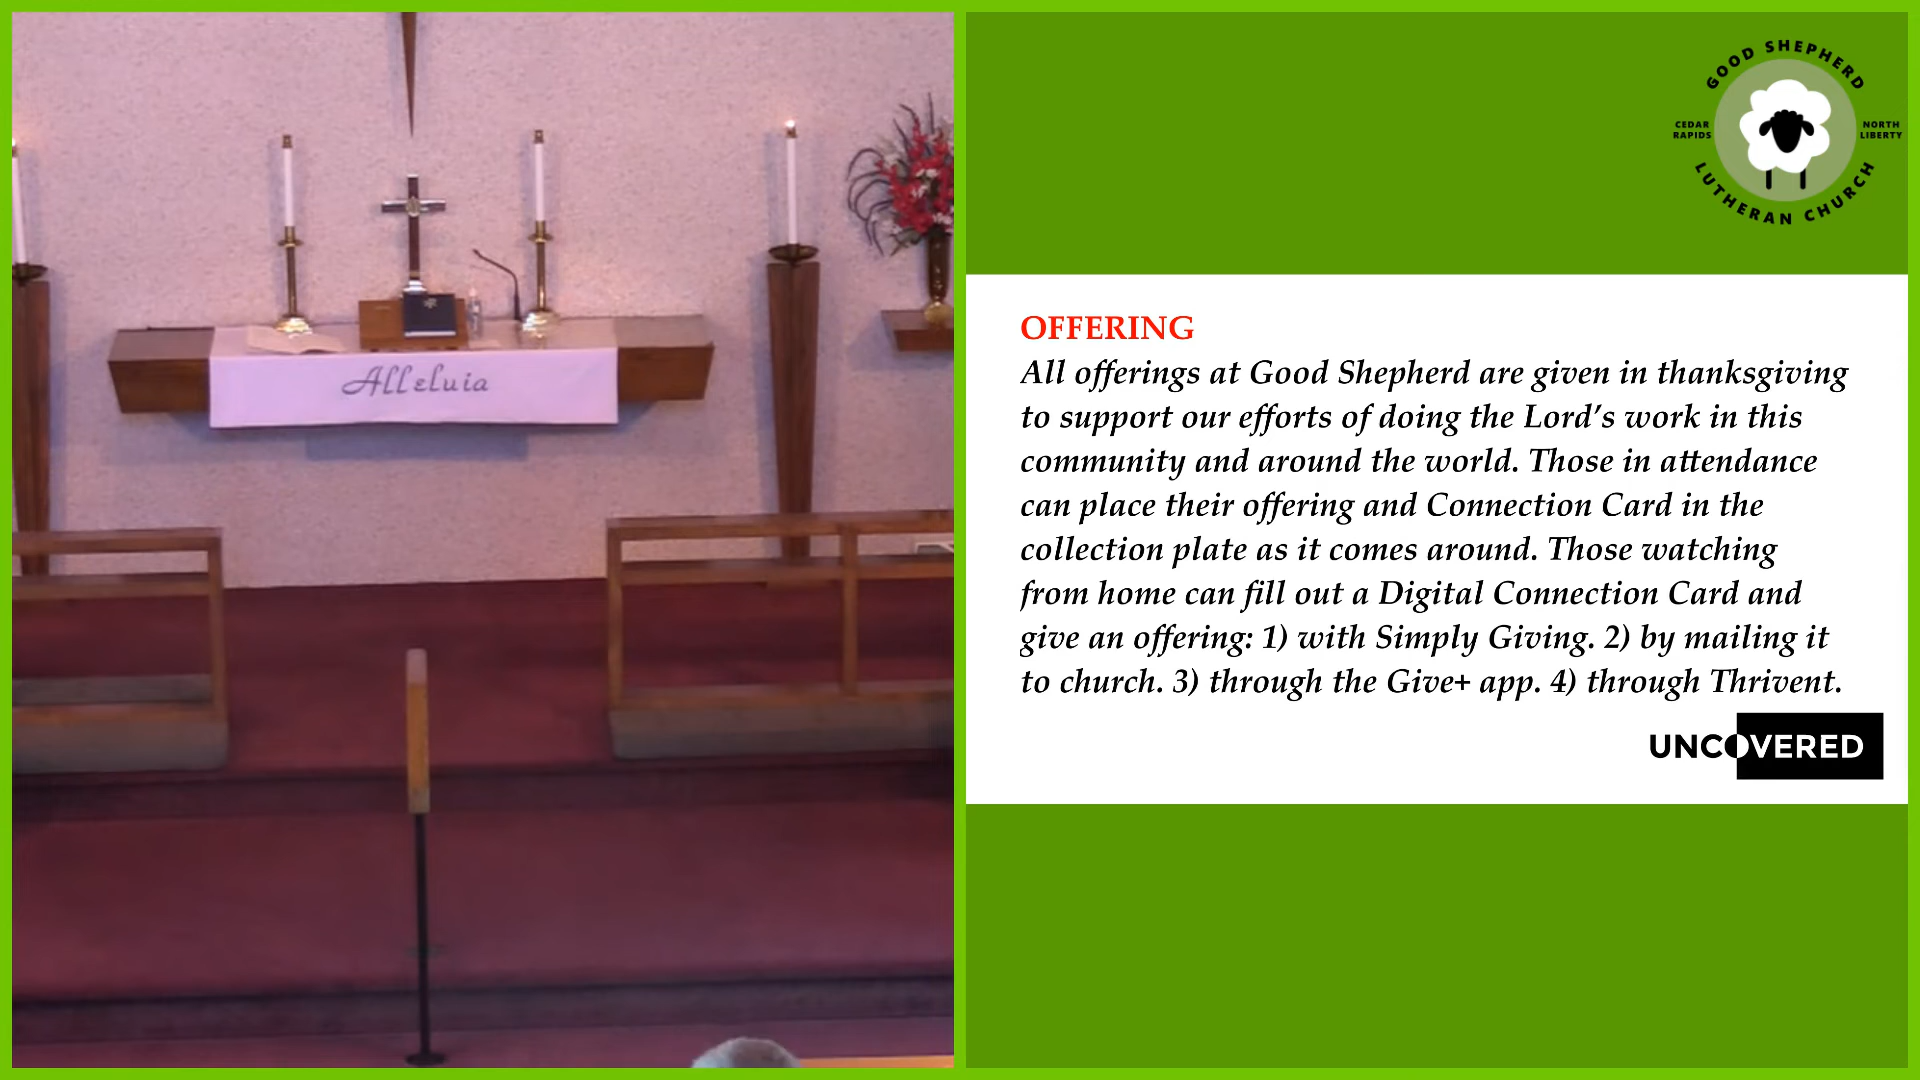 Alleluia
GOOD SHEPHERD
CEDAR RAPIDS
NORTH LIBERTY
LUTHERAN CHURCH
OFFERING
All offerings at Good Shepherd are given in thanksgiving
to support our efforts of doing the Lord’s work in this
community and around the world. Those in attendance
can place their offering and Connection Card in the
collection plate as it comes around. Those watching
from home can fill out a Digital Connection Card and
give an offering: 1) with Simply Giving. 2) by mailing it
to church. 3) through the Give+ app. 4) through Thrivent.
UNCOVERED